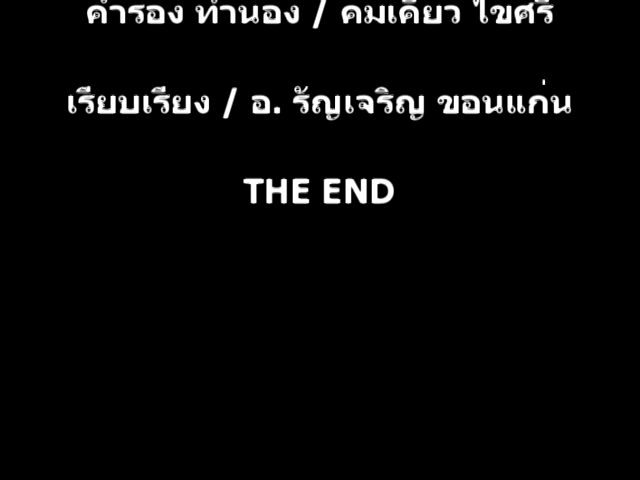 คำร้อง ทำนอง / คมเคียว ไขศรี
เรียบเรียง / อ. รัญเจริญ ขอนแก่น
THE END